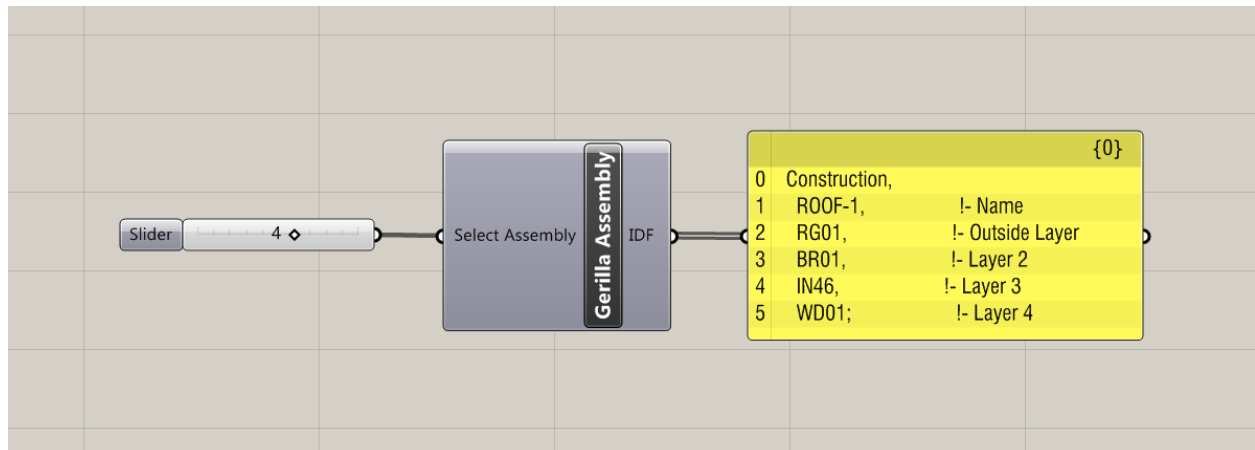 Slider 4
Select Assembly
Gerilla Assembly
IDF
{0}
0 Construction,
1 ROOF-1, !- Name
2 RG01, !- Outside Layer
3 BR01, !- Layer 2
4 IN46, !- Layer 3
5 WD01; !- Layer 4